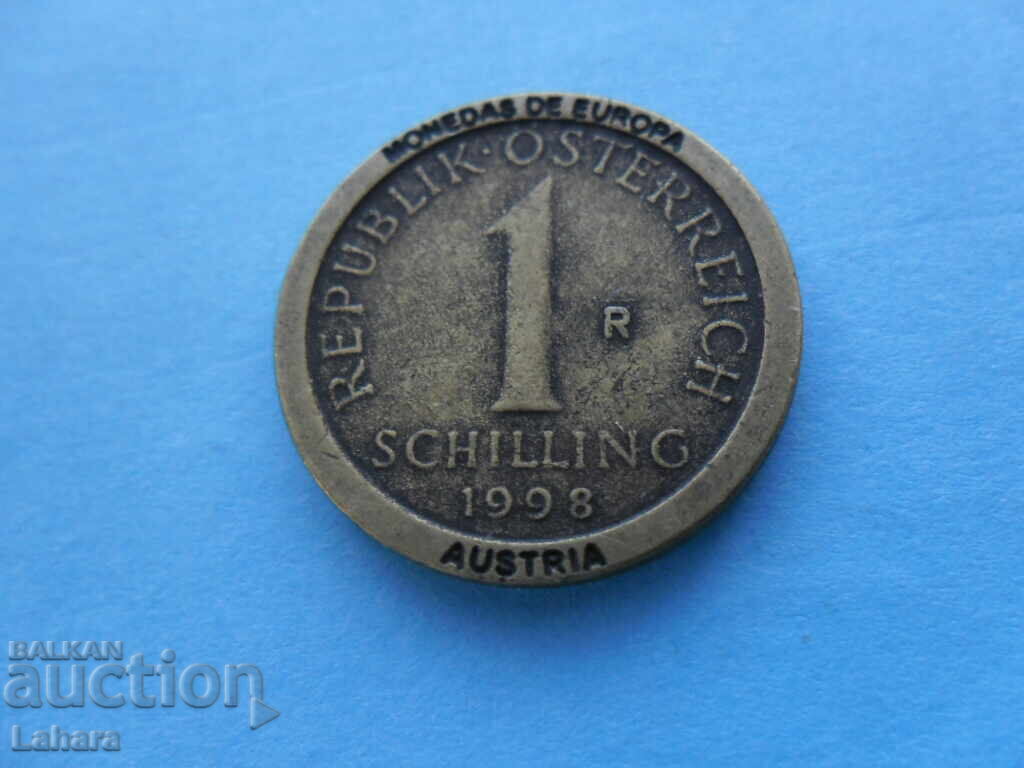 MONEDAS DE EUROPA
REPUBLIK · ÖSTERREICH
1
R
SCHILLING
1998
AUSTRIA
BALKAN
auction
Lahara